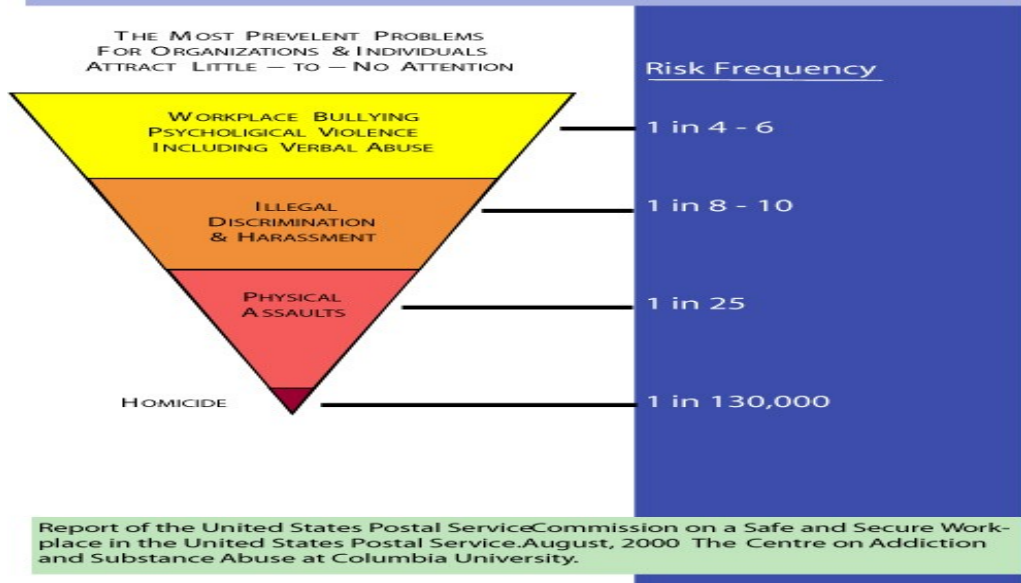 THE MOST PREVELENT PROBLEMS
FOR ORGANIZATIONS & INDIVIDUALS
ATTRACT LITTLE – TO – NO ATTENTION
Risk Frequency
WORKPLACE BULLYING
PSYCHOLIGICAL VIOLENCE
INCLUDING VERBAL ABUSE
1 in 4 - 6
ILLEGAL
DISCRIMINATION
& HARASSMENT
1 in 8 - 10
PHYSICAL
ASSAULTS
1 in 25
HOMICIDE
1 in 130,000
Report of the United States Postal ServiceCommission on a Safe and Secure Work-
place in the United States Postal Service.August, 2000 The Centre on Addiction
and Substance Abuse at Columbia University.